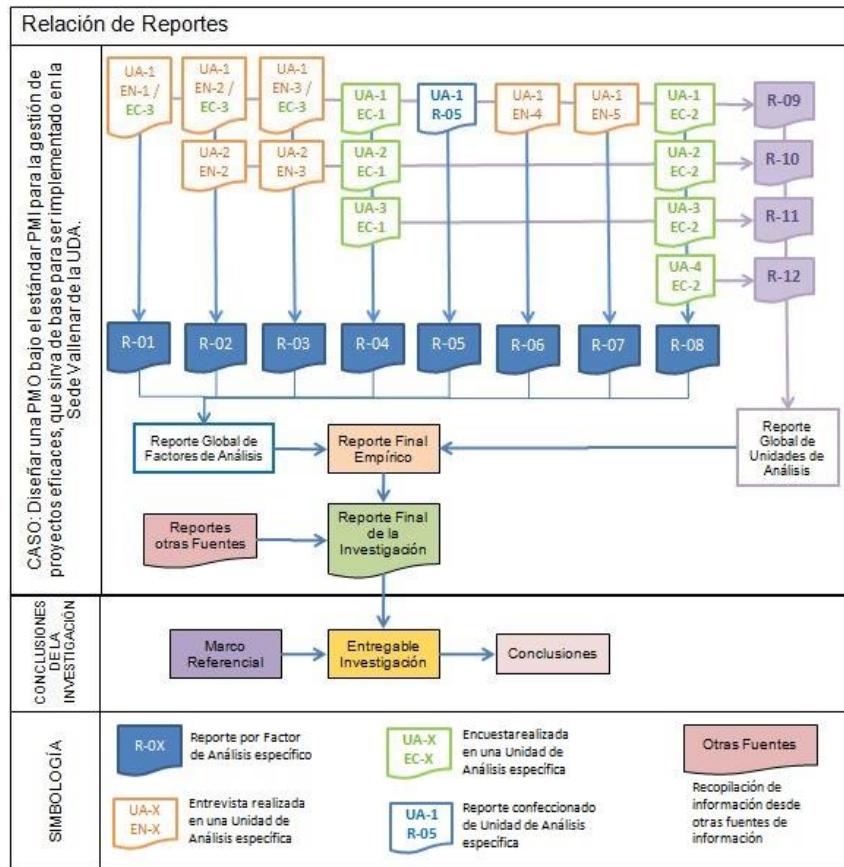 Relación de Reportes
CASO: Diseñar una PMO bajo el estándar PMI para la gestión de
proyectos eficaces, que sirva de base para ser implementado en la
Sede Vallenar de la UDA.
UA-1
EN-1 /
EC-3
UA-1
EN-2 /
EC-3
UA-1
EN-3 /
EC-3
UA-1
EC-1
UA-1
R-05
UA-1
EN-4
UA-1
EN-5
UA-1
EC-2
R-09
UA-2
EN-2
UA-2
EN-3
UA-2
EC-1
UA-2
EC-2
R-10
UA-3
EC-1
UA-3
EC-2
R-11
UA-4
EC-2
R-12
R-01
R-02
R-03
R-04
R-05
R-06
R-07
R-08
Reporte Global de
Factores de Análisis
Reporte Final
Empírico
Reporte
Global de
Unidades de
Análisis
Reportes
otras Fuentes
Reporte Final
de la
Investigación
CONCLUSIONES
DE LA
INVESTIGACIÓN
Marco
Referencial
Entregable
Investigación
Conclusiones
SIMBOLOGÍA
R-0X
Reporte por Factor
de Análisis específico
UA-X
EC-X
Encuesta realizada
en una Unidad de
Análisis específica
Otras Fuentes
Recopilación de
información desde
otras fuentes de
información
UA-X
EN-X
Entrevista realizada
en una Unidad de
Análisis específica
UA-1
R-05
Reporte confeccionado
de Unidad de Análisis
específica